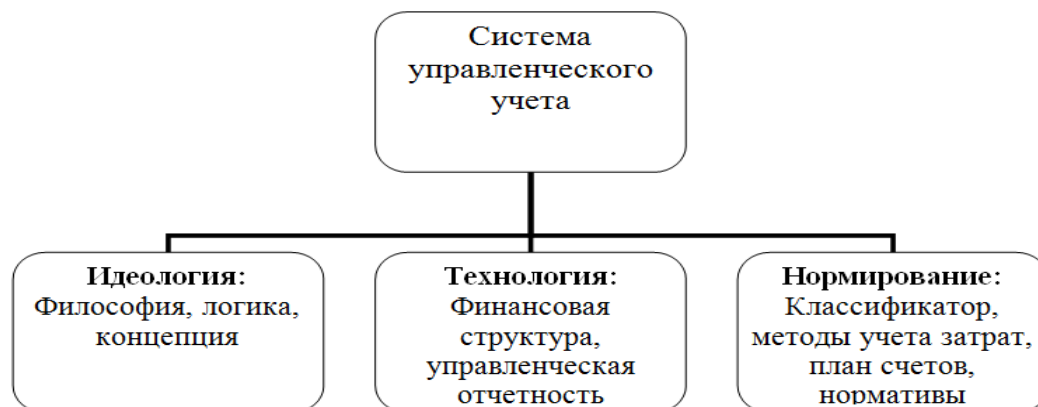 Система
управленческого
учета
Идеология:
Философия, логика,
концепция
Технология:
Финансовая
структура,
управленческая
отчетность
Нормирование:
Классификатор,
методы учета затрат,
план счетов,
нормативы